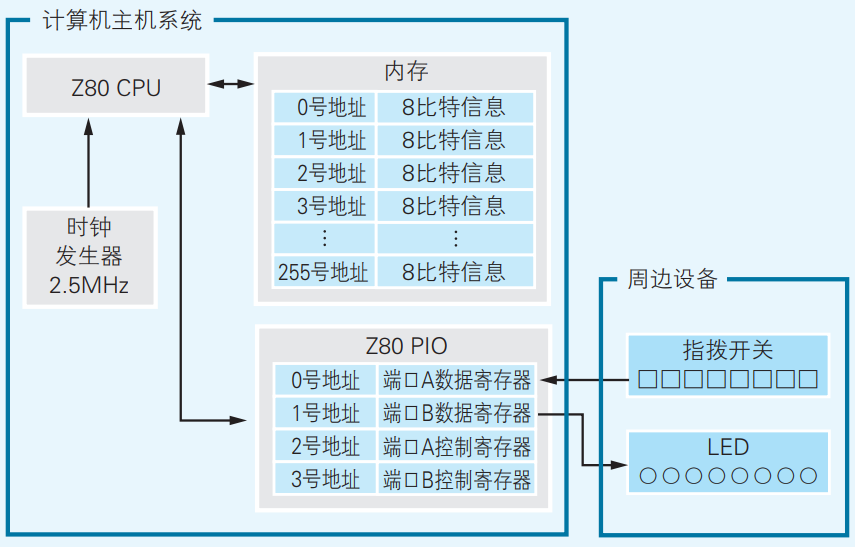 计算机主机系统
Z80 CPU
内存
0号地址 8比特信息
1号地址 8比特信息
2号地址 8比特信息
3号地址 8比特信息
⋮ ⋮
255号地址 8比特信息
时钟
发生器
2.5MHz
Z80 PIO
0号地址 端口A数据寄存器
1号地址 端口B数据寄存器
2号地址 端口A控制寄存器
3号地址 端口B控制寄存器
周边设备
指拨开关
□□□□□□□□
LED
○○○○○○○○